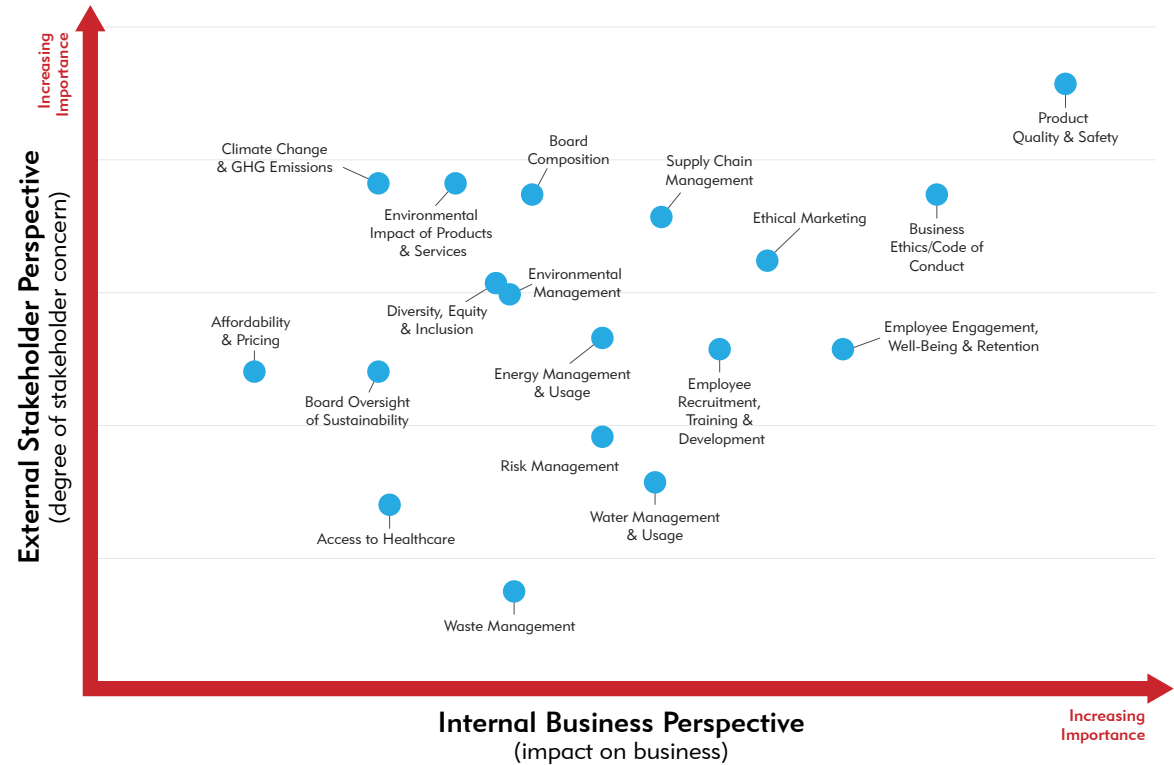 Increasing
Importance
External Stakeholder Perspective
(degree of stakeholder concern)
Product
Quality & Safety
Climate Change
& GHG Emissions
Board
Composition
Supply Chain
Management
Environmental
Impact of Products
& Services
Ethical Marketing
Business
Ethics/Code of
Conduct
Environmental
Management
Diversity, Equity
& Inclusion
Affordability
& Pricing
Employee Engagement,
Well-Being & Retention
Energy Management
& Usage
Employee
Recruitment,
Training &
Development
Board Oversight
of Sustainability
Risk Management
Water Management
& Usage
Access to Healthcare
Waste Management
Internal Business Perspective
(impact on business)
Increasing
Importance